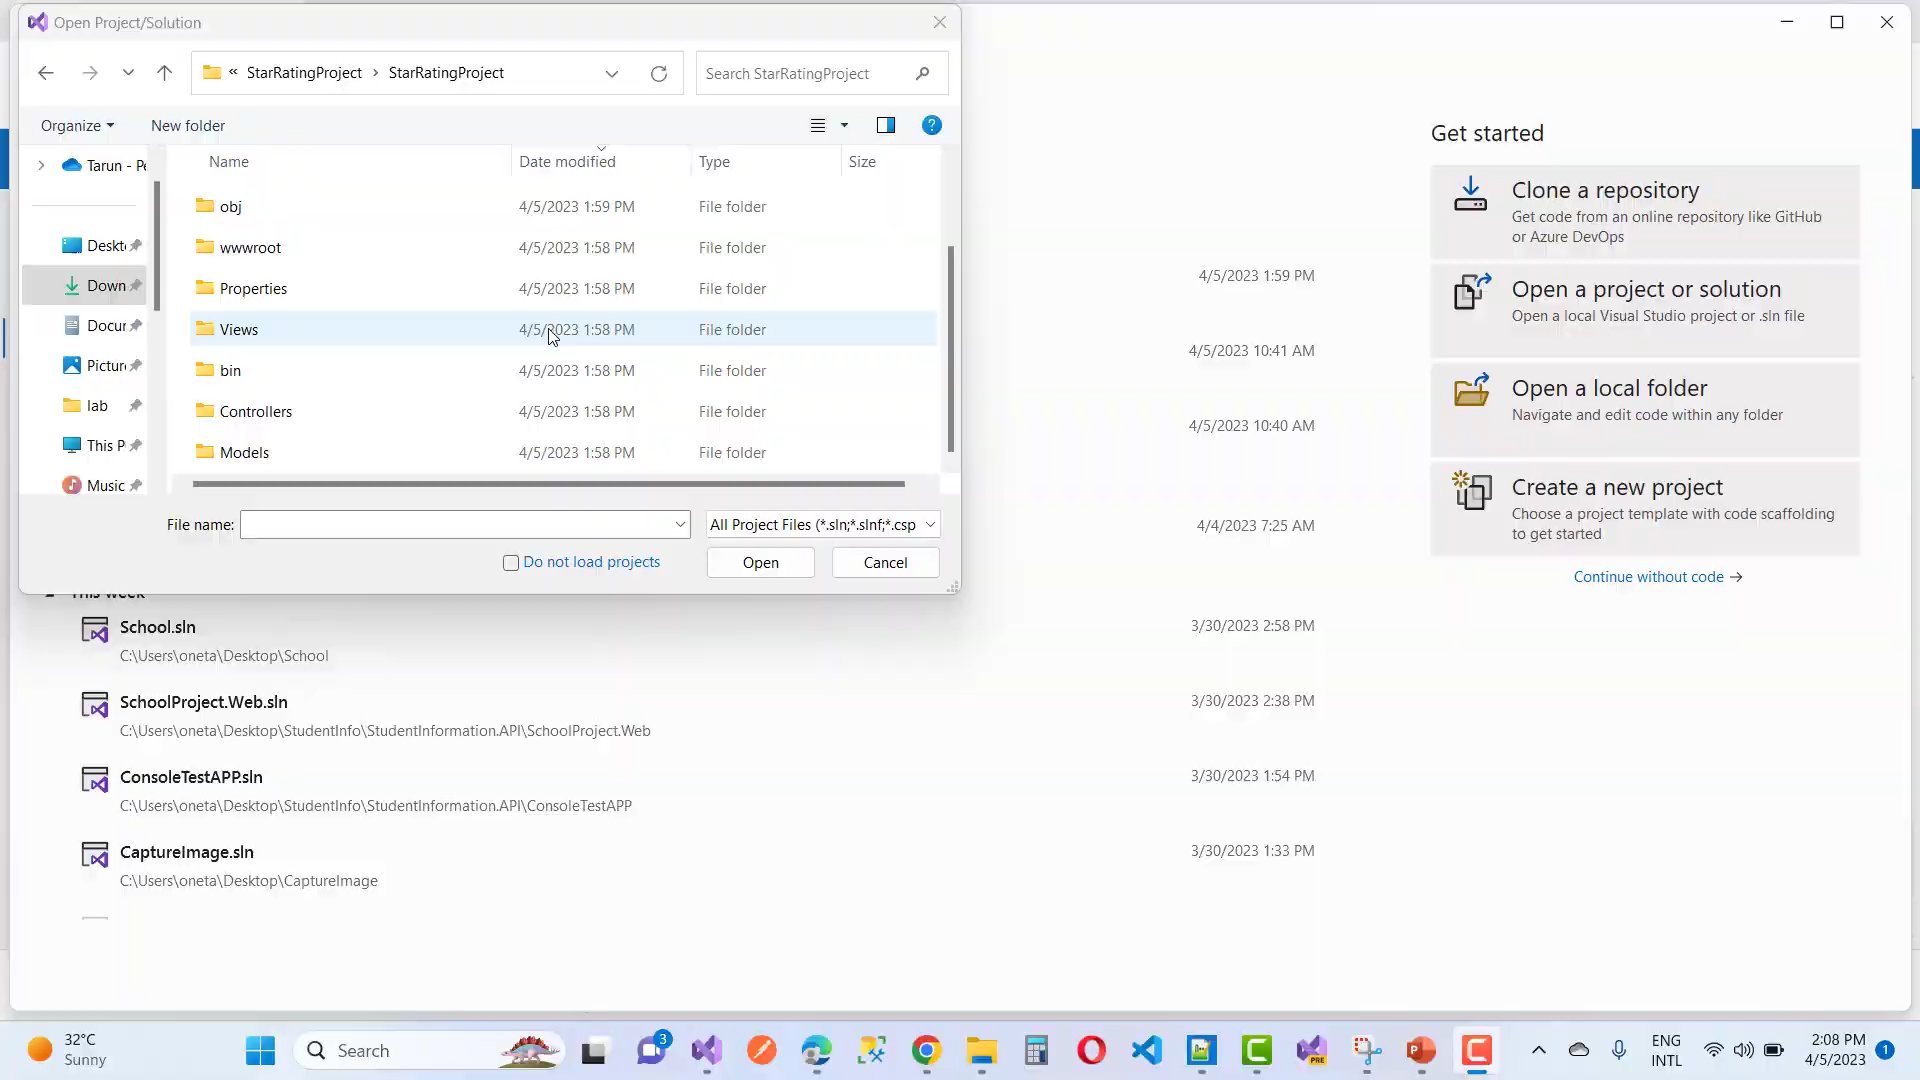 Open Project/Solution
« StarRatingProject › StarRatingProject
Search StarRatingProject
Organize
New folder
Name
Date modified
Type
Size
Tarun - Pe
Deskto
Down
Docur
Picture
lab
This P
Music
obj 4/5/2023 1:59 PM File folder
wwwroot 4/5/2023 1:58 PM File folder
Properties 4/5/2023 1:58 PM File folder
Views 4/5/2023 1:58 PM File folder
bin 4/5/2023 1:58 PM File folder
Controllers 4/5/2023 1:58 PM File folder
Models 4/5/2023 1:58 PM File folder
File name:
All Project Files (*.sln;*.slnf;*.csp
Do not load projects
Open
Cancel
4/5/2023 1:59 PM
4/5/2023 10:41 AM
4/5/2023 10:40 AM
4/4/2023 7:25 AM
This week
School.sln 3/30/2023 2:58 PM
C:\Users\oneta\Desktop\School
SchoolProject.Web.sln 3/30/2023 2:38 PM
C:\Users\oneta\Desktop\StudentInfo\StudentInformation.API\SchoolProject.Web
ConsoleTestAPP.sln 3/30/2023 1:54 PM
C:\Users\oneta\Desktop\StudentInfo\StudentInformation.API\ConsoleTestAPP
CaptureImage.sln 3/30/2023 1:33 PM
C:\Users\oneta\Desktop\CaptureImage
Get started
Clone a repository
Get code from an online repository like GitHub
or Azure DevOps
Open a project or solution
Open a local Visual Studio project or .sln file
Open a local folder
Navigate and edit code within any folder
Create a new project
Choose a project template with code scaffolding
to get started
Continue without code →
32°C
Sunny
Search
3
PRE
ENG
INTL
2:08 PM
4/5/2023
1